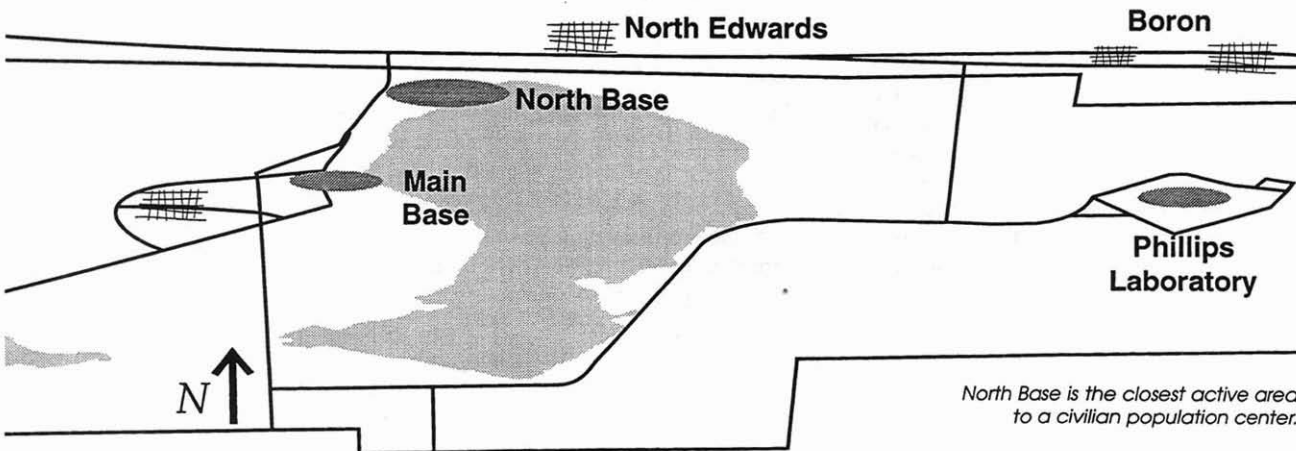 North Edwards
Boron
North Base
Main
Base
Phillips
Laboratory
N
North Base is the closest active area
to a civilian population center.